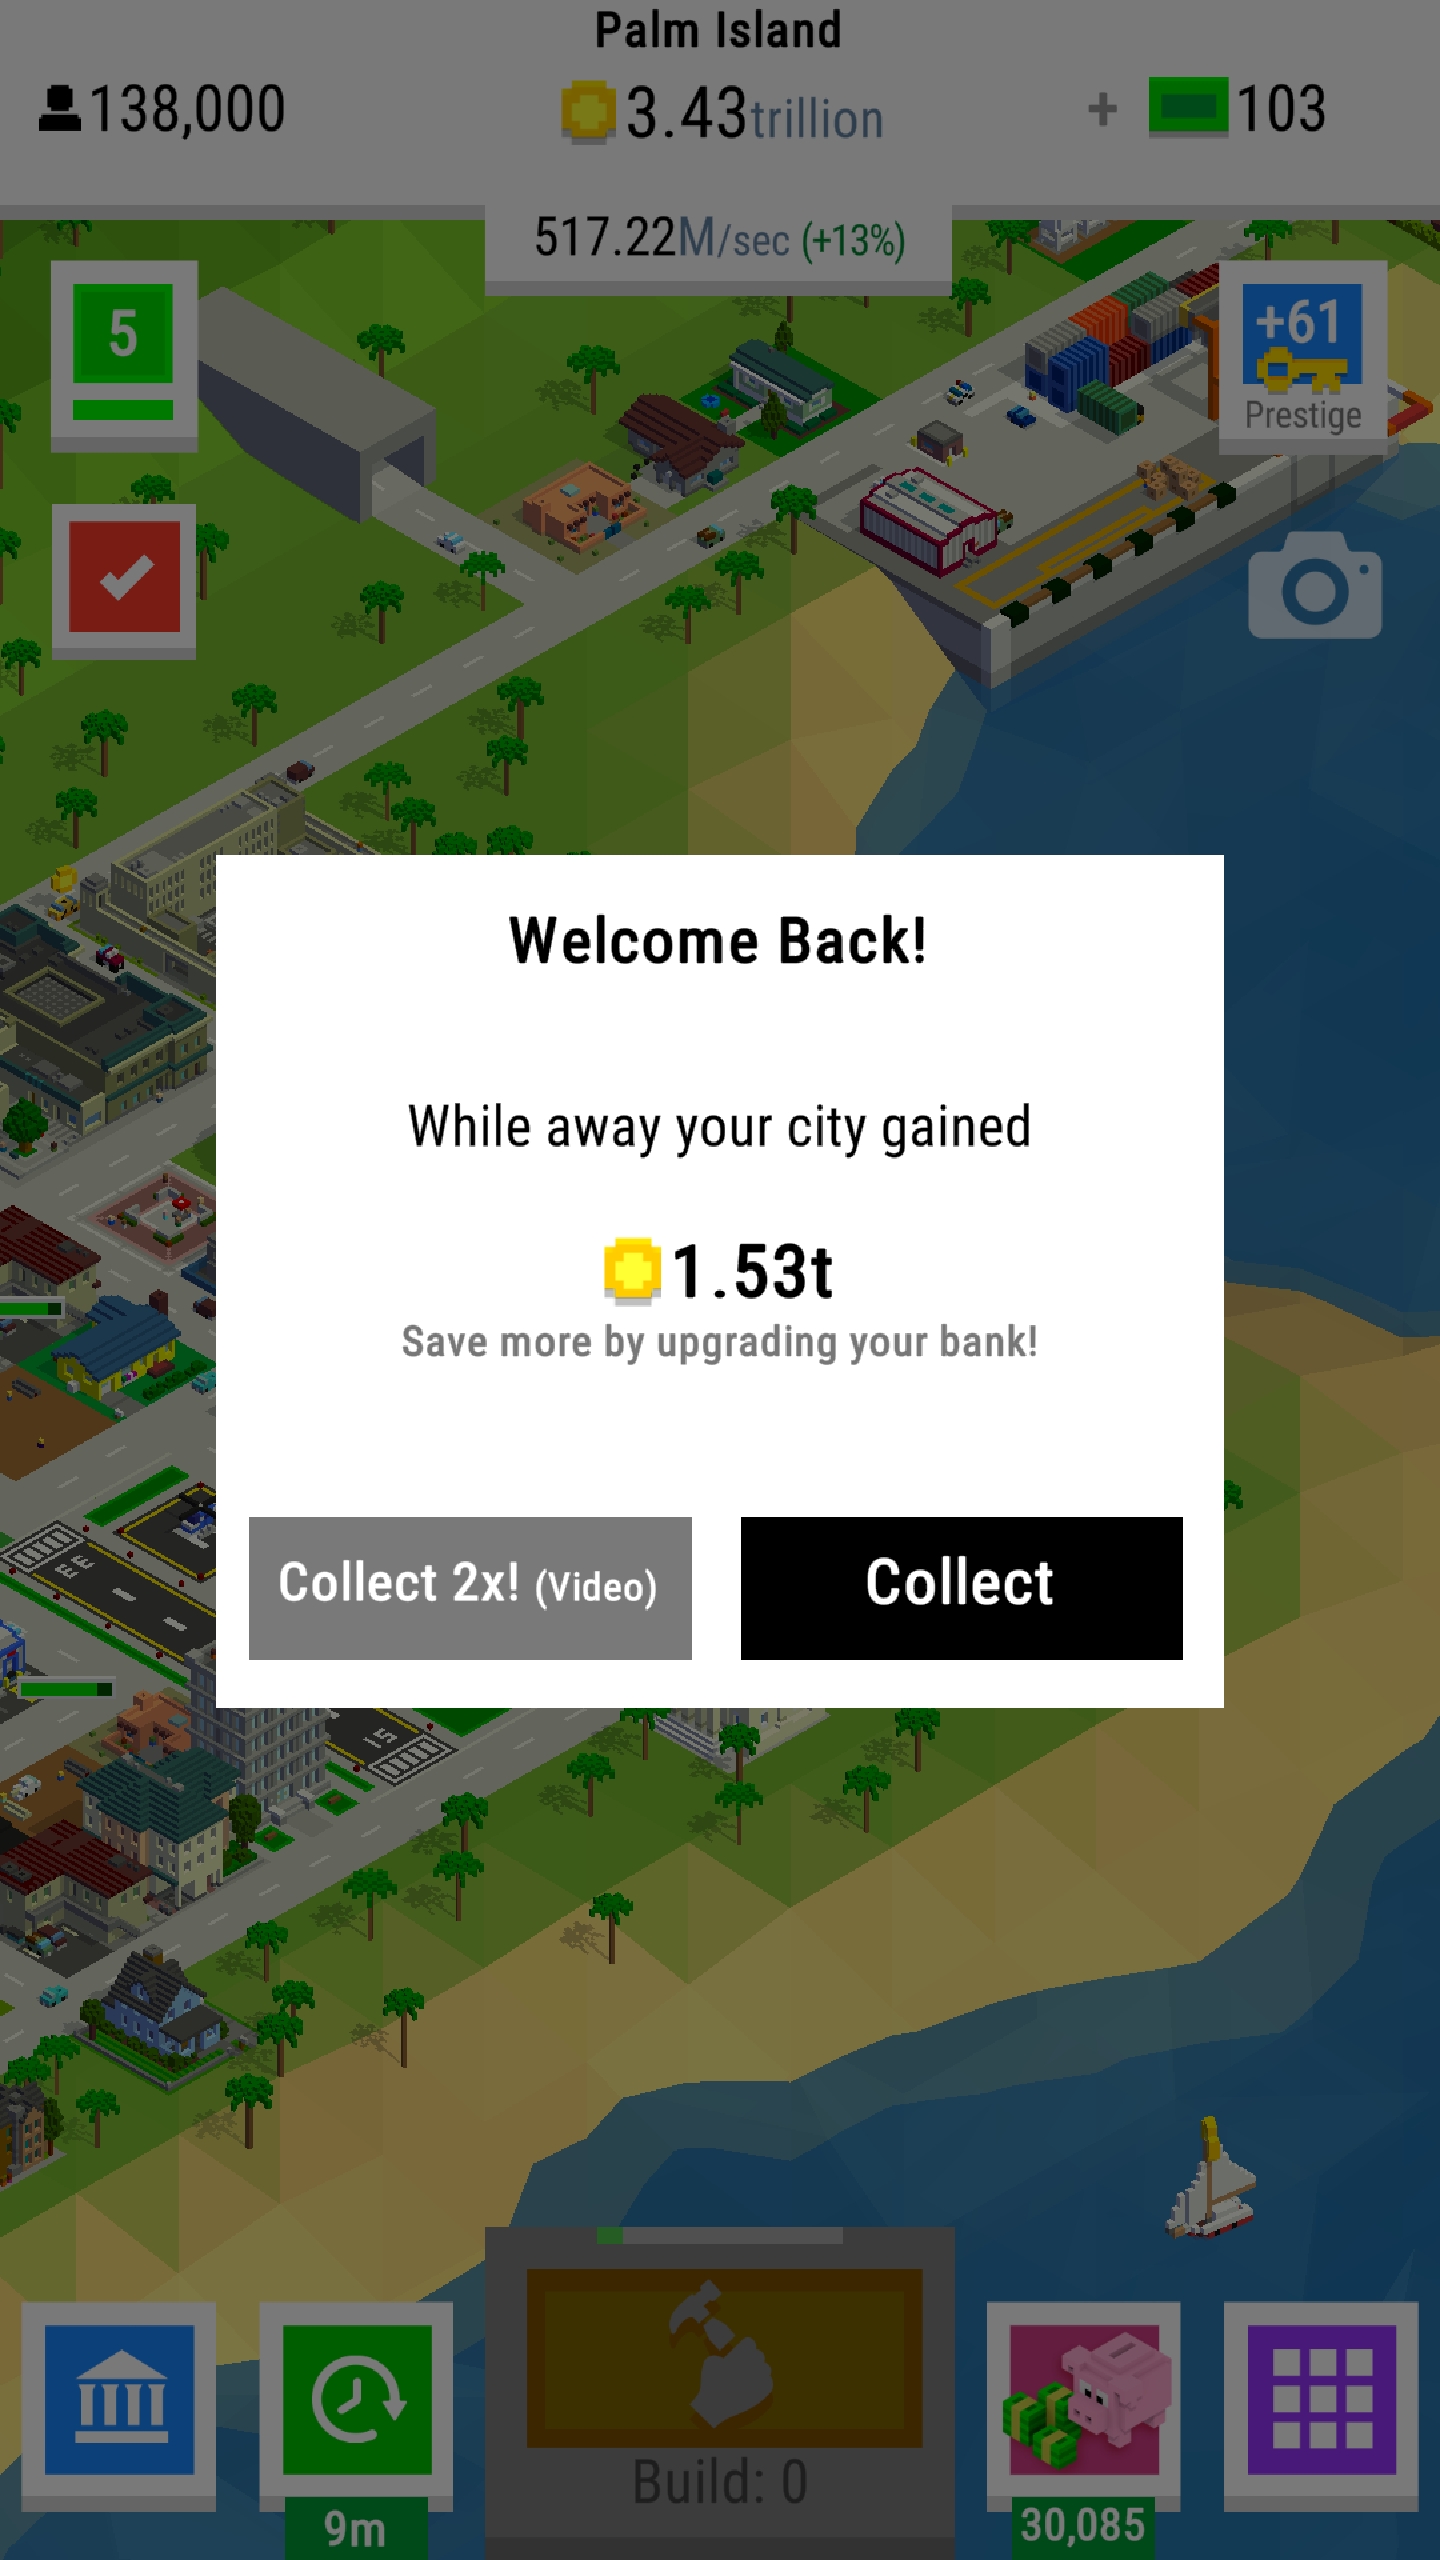 Palm Island
138,000
3.43trillion
+ 103
517.22M/sec (+13%)
5
+61
Prestige
Welcome Back!
While away your city gained
1.53t
Save more by upgrading your bank!
Collect 2x! (Video)
Collect
33
15
Build: 0
9m
30,085